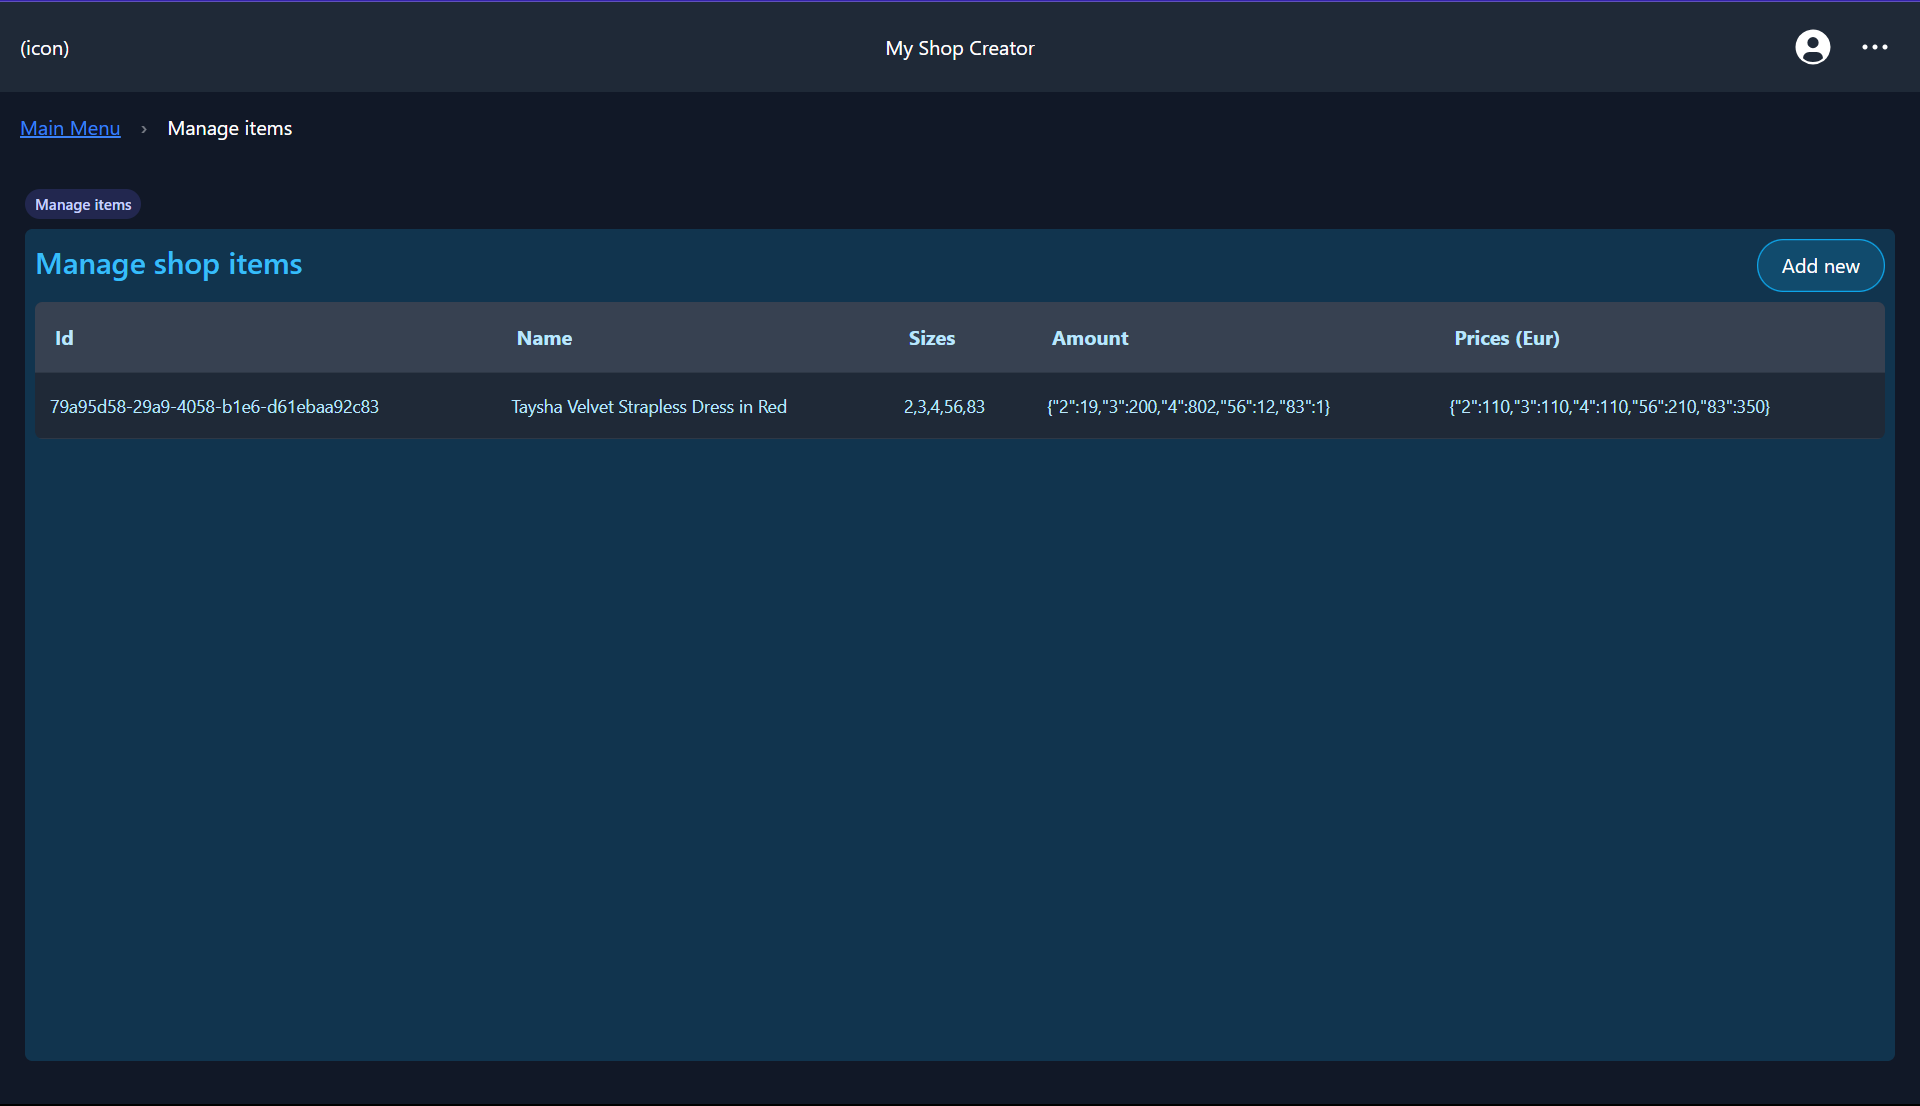 (icon)
My Shop Creator
Main Menu › Manage items
Manage items
Manage shop items
Add new
Id Name Sizes Amount Prices (Eur)
79a95d58-29a9-4058-b1e6-d61ebaa92c83 Taysha Velvet Strapless Dress in Red 2,3,4,56,83 {"2":19,"3":200,"4":802,"56":12,"83":1} {"2":110,"3":110,"4":110,"56":210,"83":350}